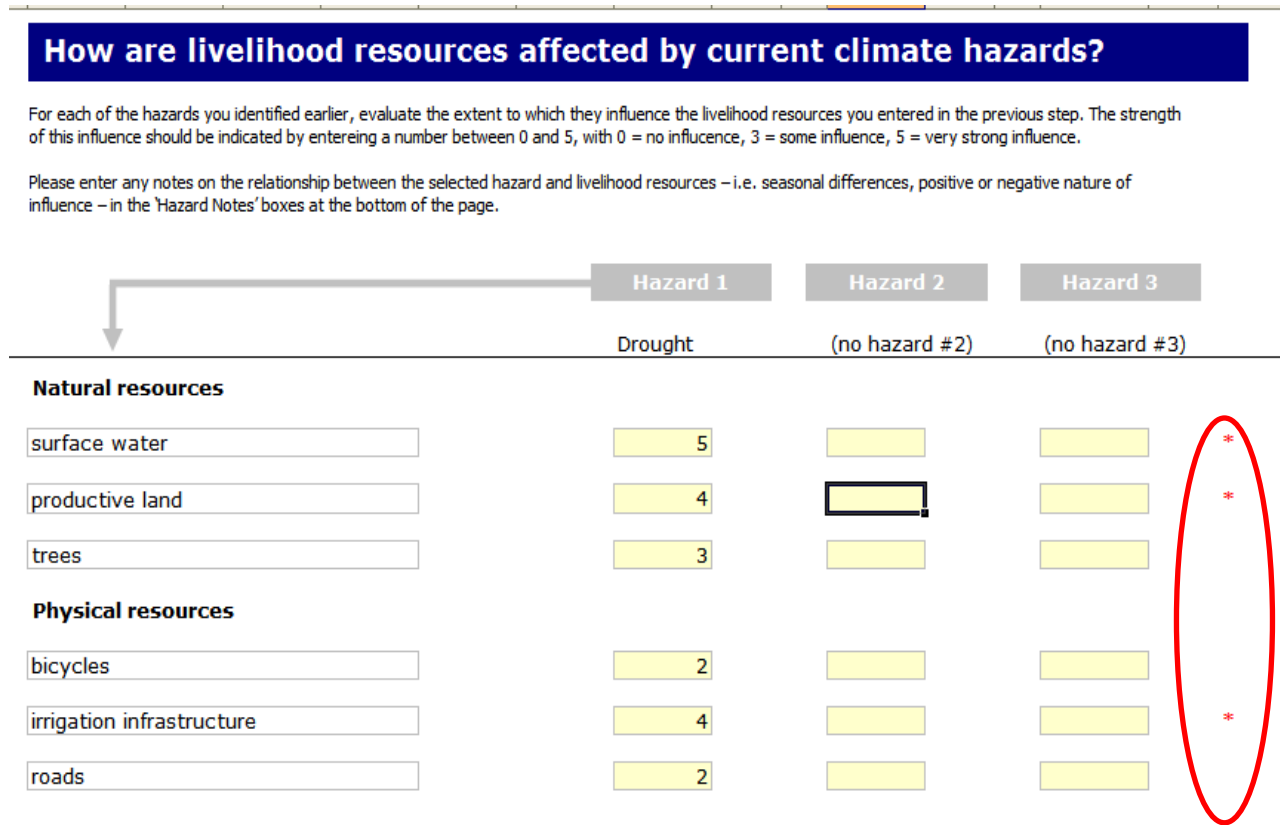 How are livelihood resources affected by current climate hazards?
For each of the hazards you identified earlier, evaluate the extent to which they influence the livelihood resources you entered in the previous step. The strength
of this influence should be indicated by entereing a number between 0 and 5, with 0 = no influcence, 3 = some influence, 5 = very strong influence.
Please enter any notes on the relationship between the selected hazard and livelihood resources – i.e. seasonal differences, positive or negative nature of
influence – in the 'Hazard Notes' boxes at the bottom of the page.
Hazard 1 Hazard 2 Hazard 3
Drought (no hazard #2) (no hazard #3)
Natural resources
surface water 5 *
productive land 4 *
trees 3
Physical resources
bicycles 2
irrigation infrastructure 4 *
roads 2